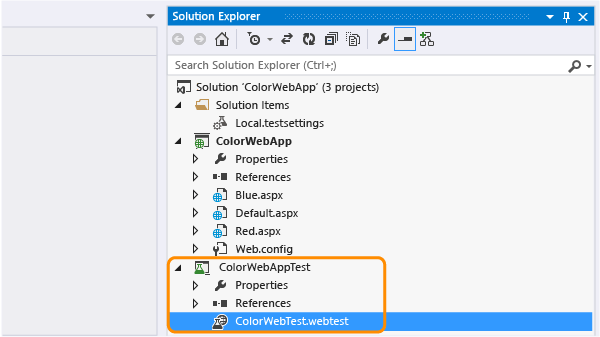 Solution Explorer
Search Solution Explorer (Ctrl+;)
Solution 'ColorWebApp' (3 projects)
Solution Items
Local.testsettings
ColorWebApp
Properties
References
Blue.aspx
Default.aspx
Red.aspx
Web.config
ColorWebAppTest
Properties
References
ColorWebTest.webtest